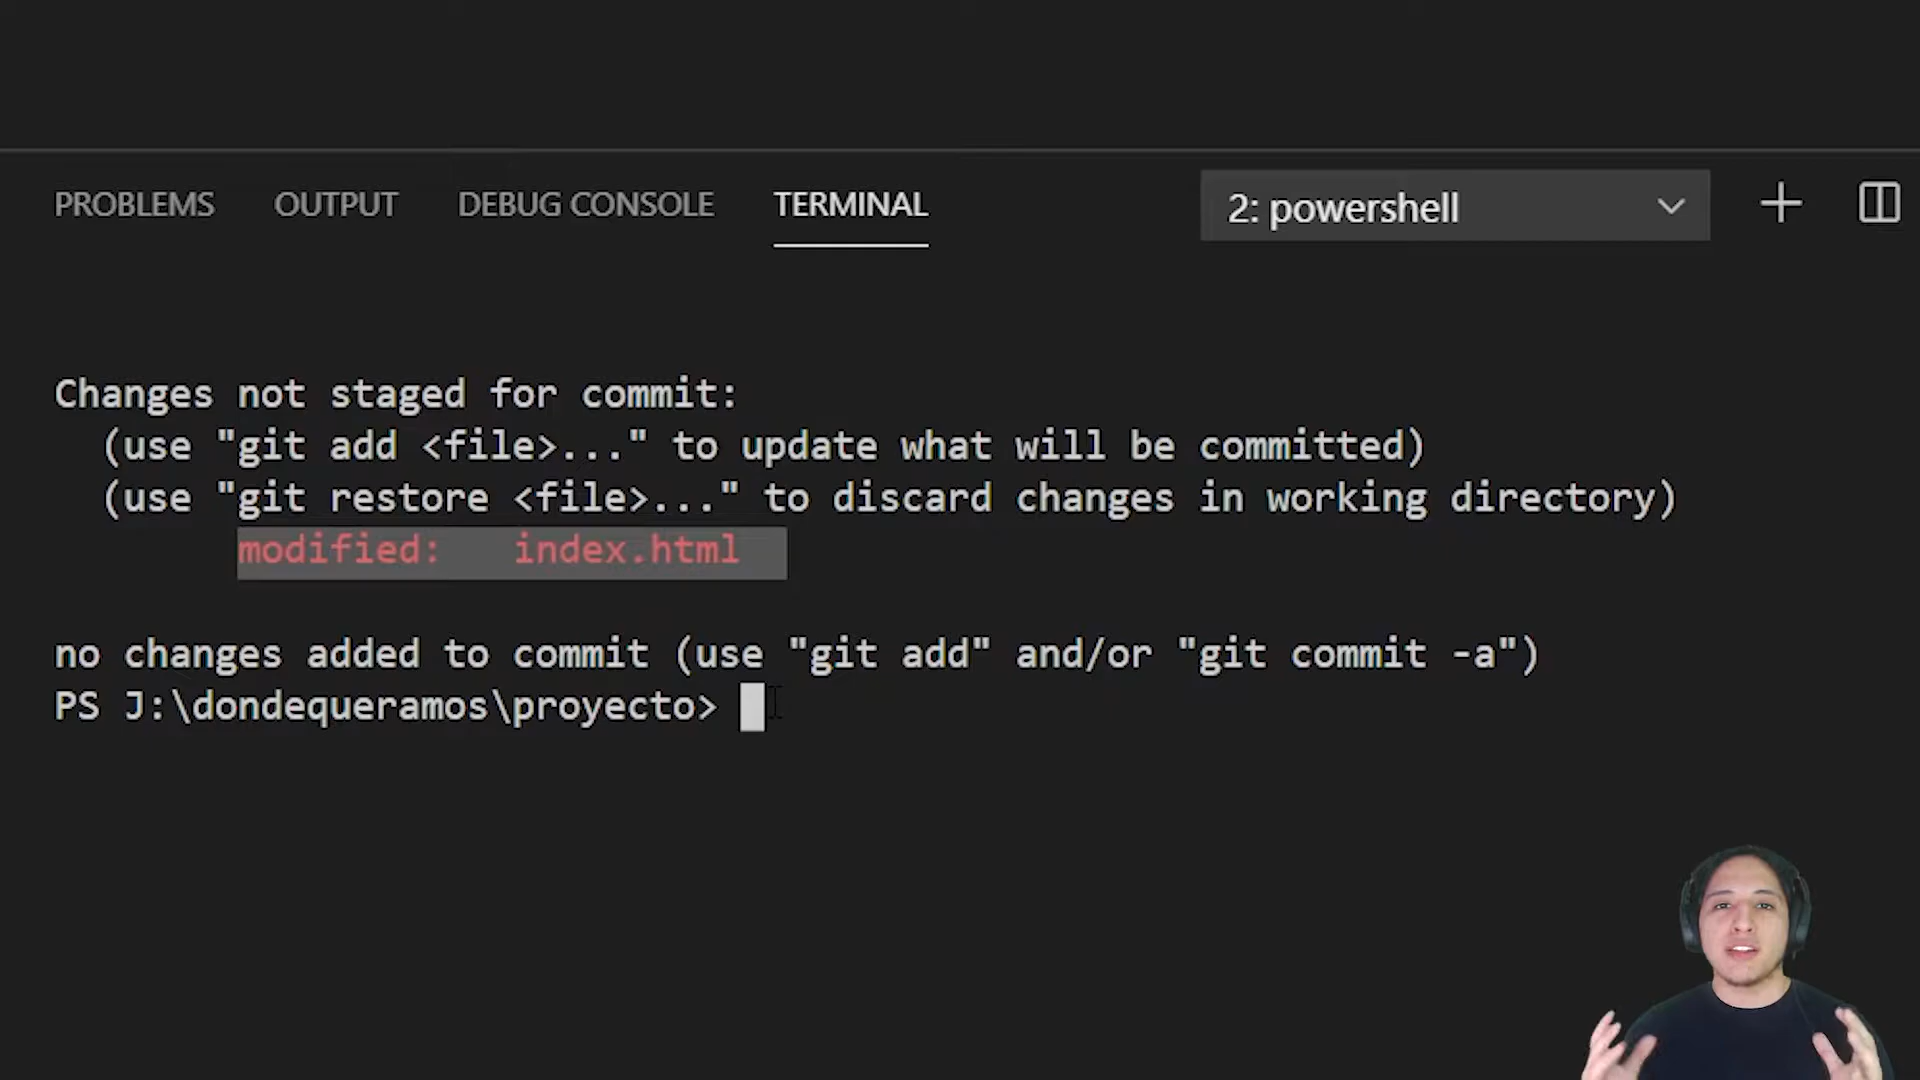 PROBLEMS OUTPUT DEBUG CONSOLE TERMINAL 2: powershell
Changes not staged for commit:
(use "git add <file>..." to update what will be committed)
(use "git restore <file>..." to discard changes in working directory)
modified: index.html
no changes added to commit (use "git add" and/or "git commit -a")
PS J:\dondequeramos\proyecto>